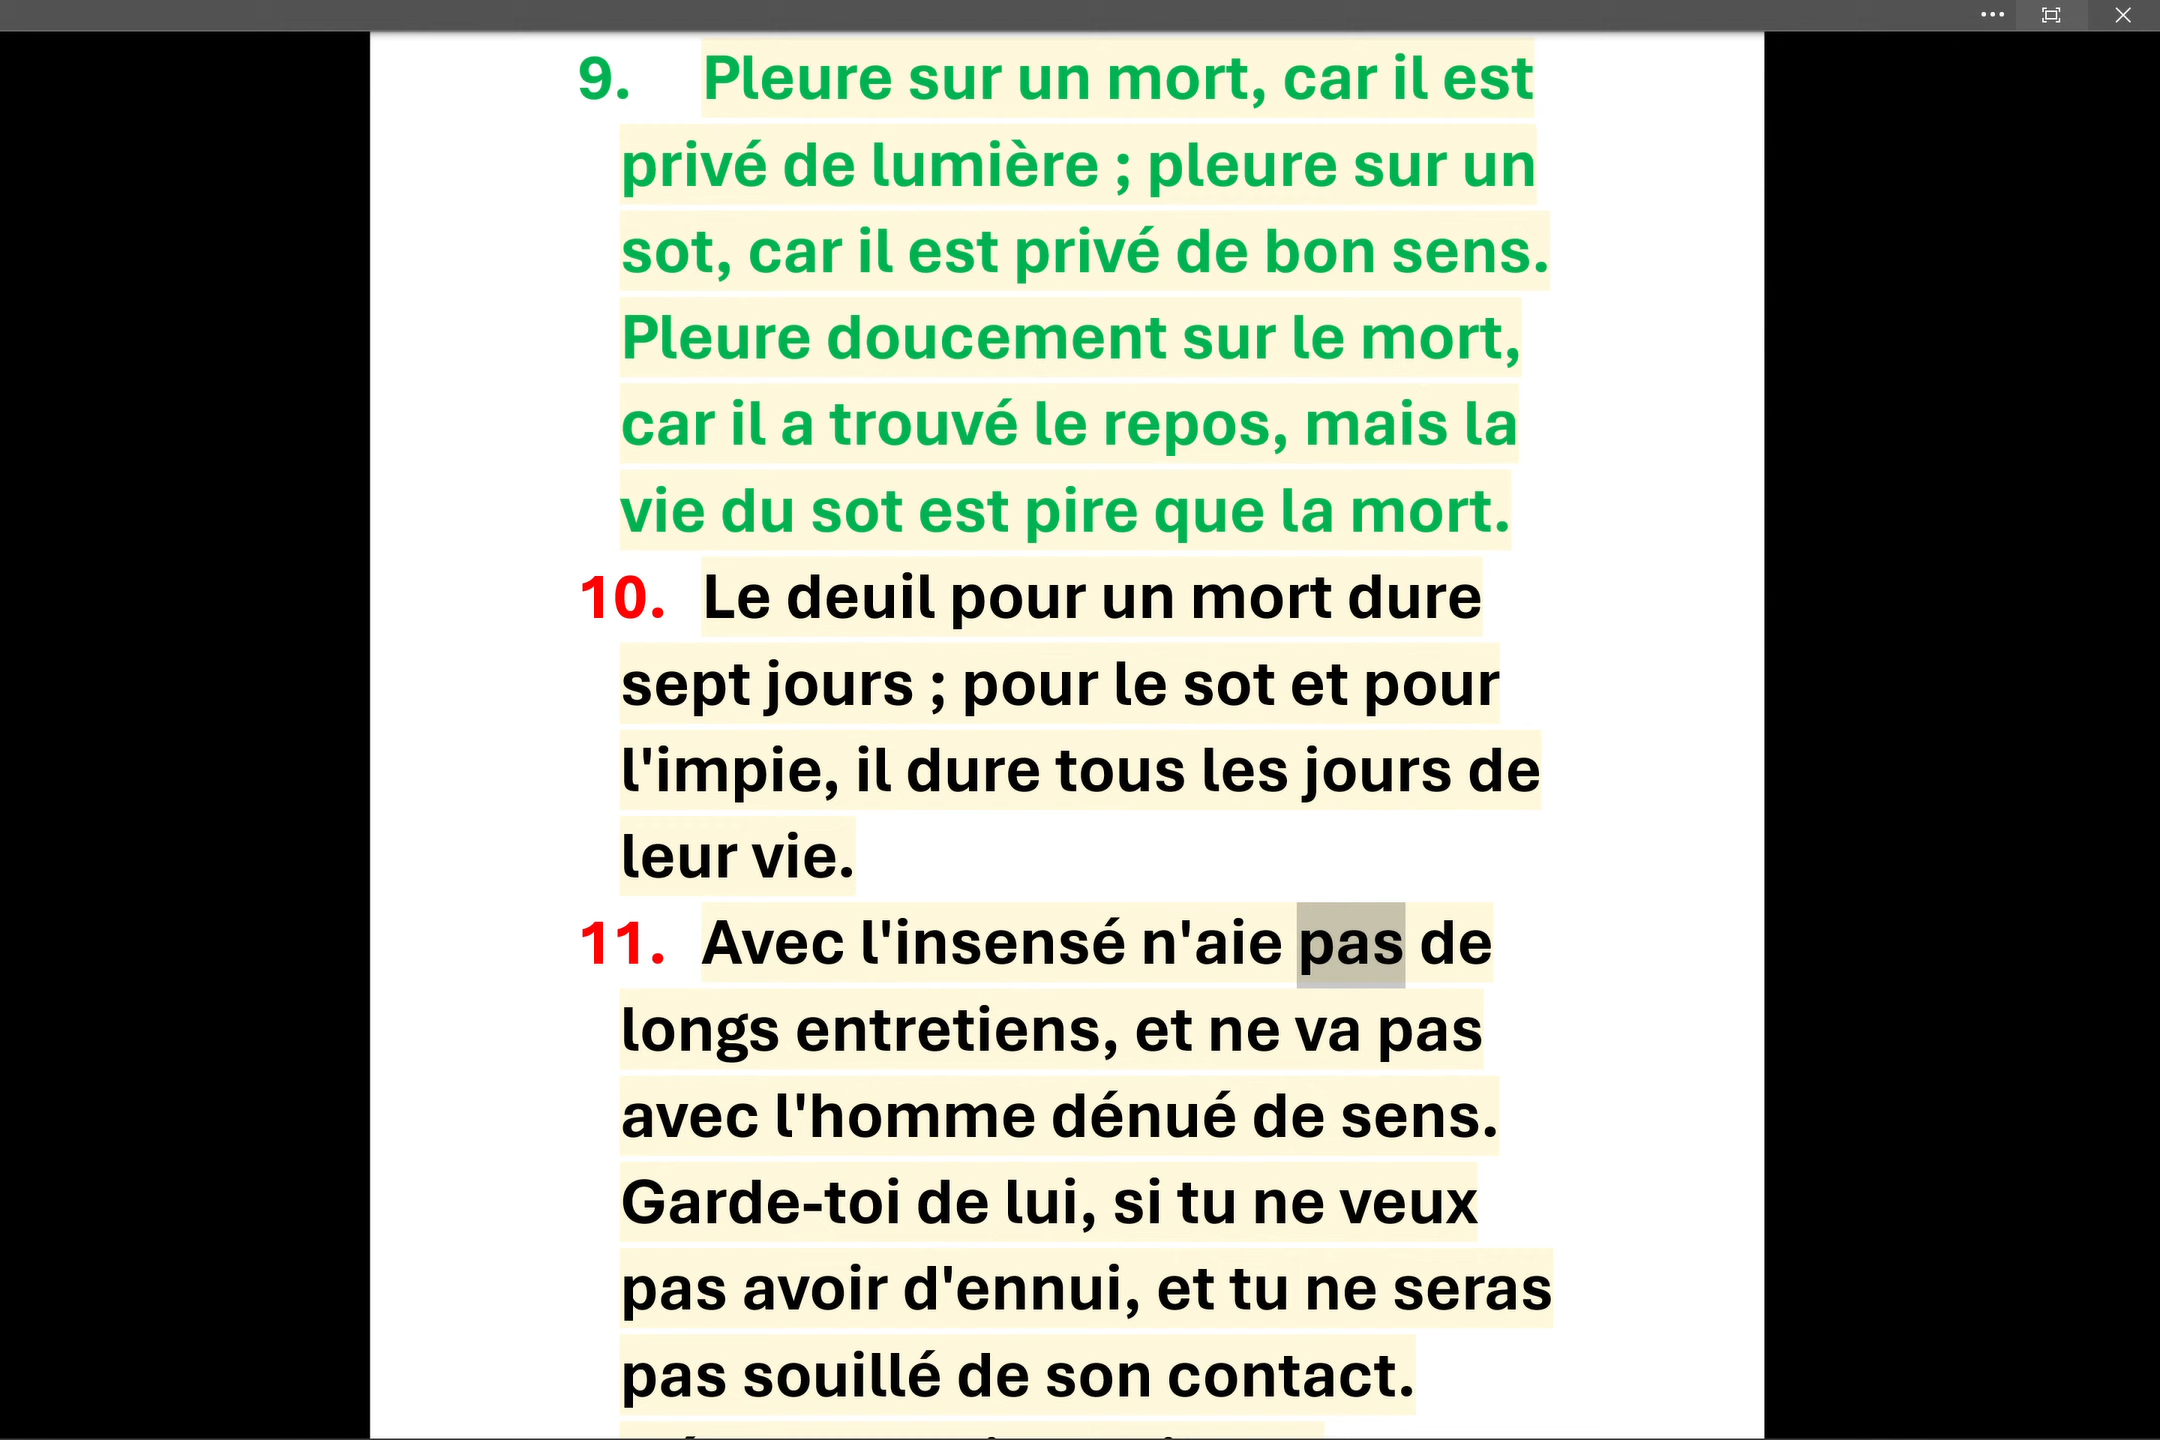 9. Pleure sur un mort, car il est
privé de lumière ; pleure sur un
sot, car il est privé de bon sens.
Pleure doucement sur le mort,
car il a trouvé le repos, mais la
vie du sot est pire que la mort.
10. Le deuil pour un mort dure
sept jours ; pour le sot et pour
l'impie, il dure tous les jours de
leur vie.
11. Avec l'insensé n'aie pas de
longs entretiens, et ne va pas
avec l'homme dénué de sens.
Garde-toi de lui, si tu ne veux
pas avoir d'ennui, et tu ne seras
pas souillé de son contact.